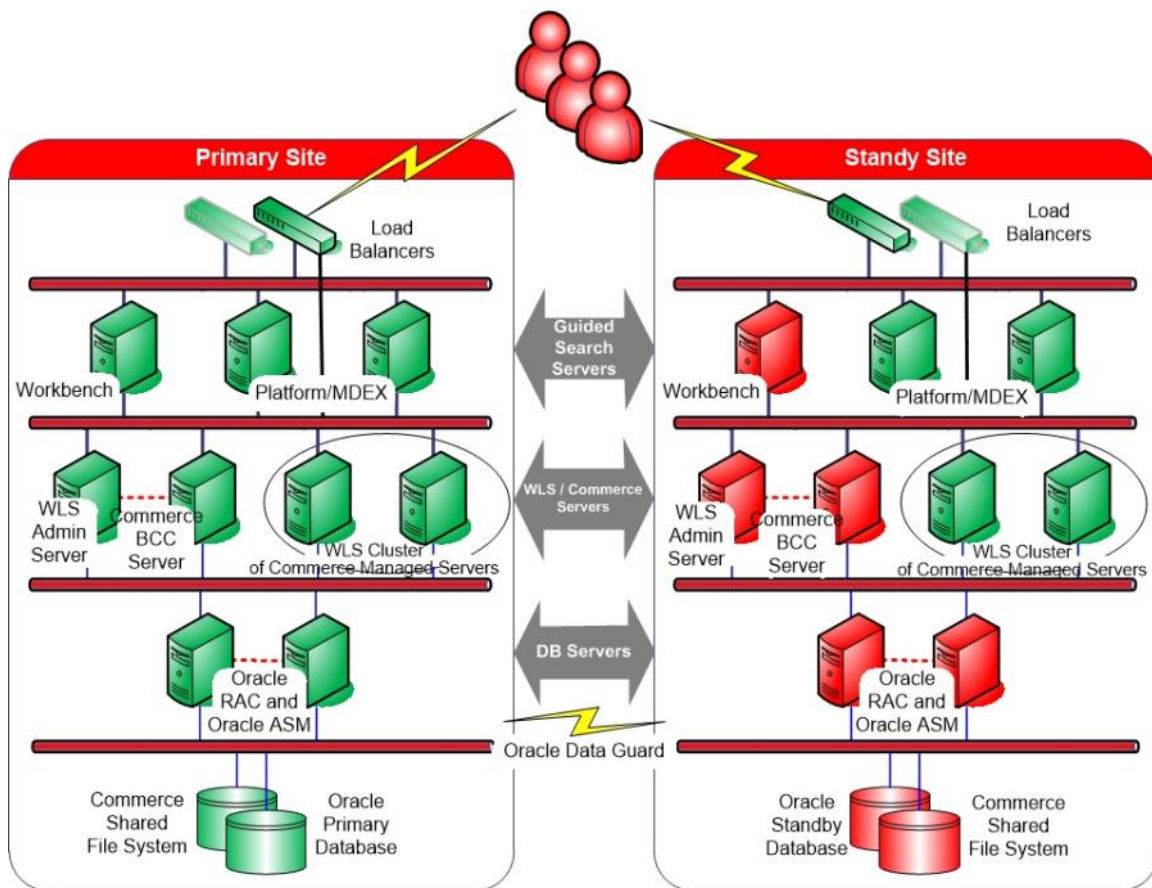 Primary Site
Standy Site
Load
Balancers
Load
Balancers
Guided
Search
Servers
Workbench
Platform/MDEX
Workbench
Platform/MDEX
WLS / Commerce
Servers
WLS
Admin
Server
Commerce
BCC
Server
WLS Cluster
of Commerce Managed Servers
WLS
Admin
Server
Commerce
BCC
Server
WLS Cluster
of Commerce Managed Servers
DB Servers
Oracle
RAC and
Oracle ASM
Oracle
RAC and
Oracle ASM
Oracle Data Guard
Commerce
Shared
File System
Oracle
Primary
Database
Oracle
Standby
Database
Commerce
Shared
File System